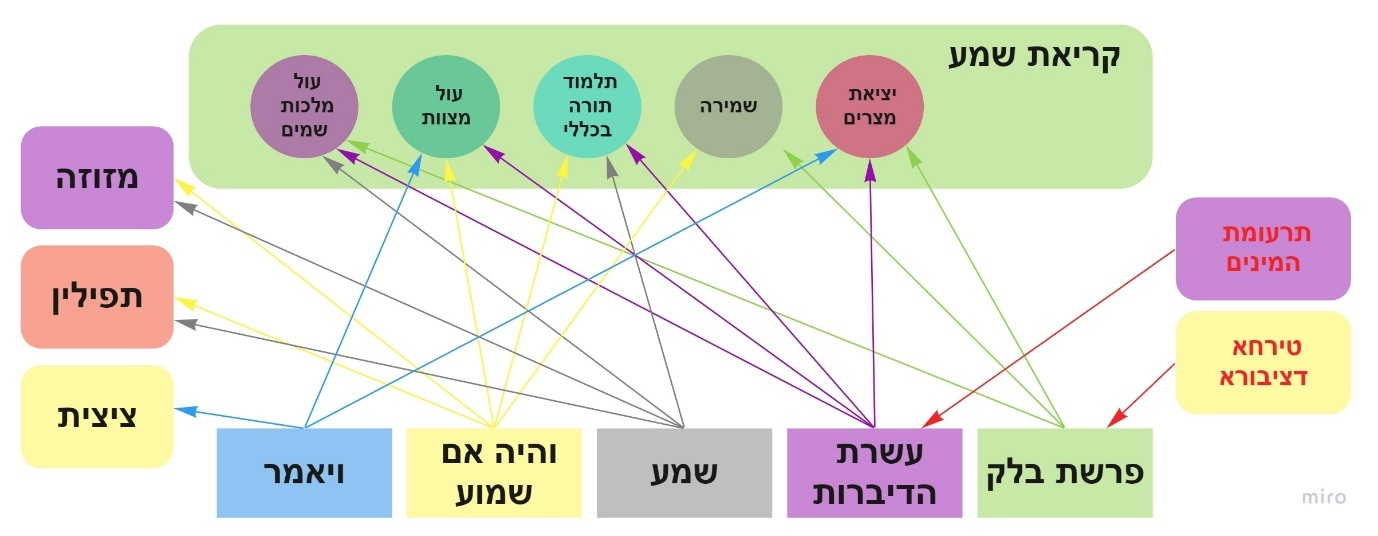 קריאת שמע
יציאת
מצרים
שמירה
תלמוד
תורה
בכללי
עול
מצוות
עול
מלכות
שמים
מזוזה
תפילין
ציצית
תרעומת
המינים
טירחא
דציבורא
פרשת בלק
עשרת
הדיברות
שמע
והיה אם
שמוע
ויאמר
miro